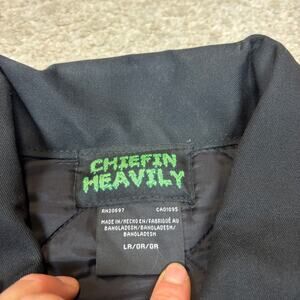 CHIEFIN
HEAVILY
RN20697 CA01095
MADE IN/HECHO EN/FABRIQUÉ AU
BANGLADESH/BANGLADESH/
BANGLADESH
LR/GR/GR